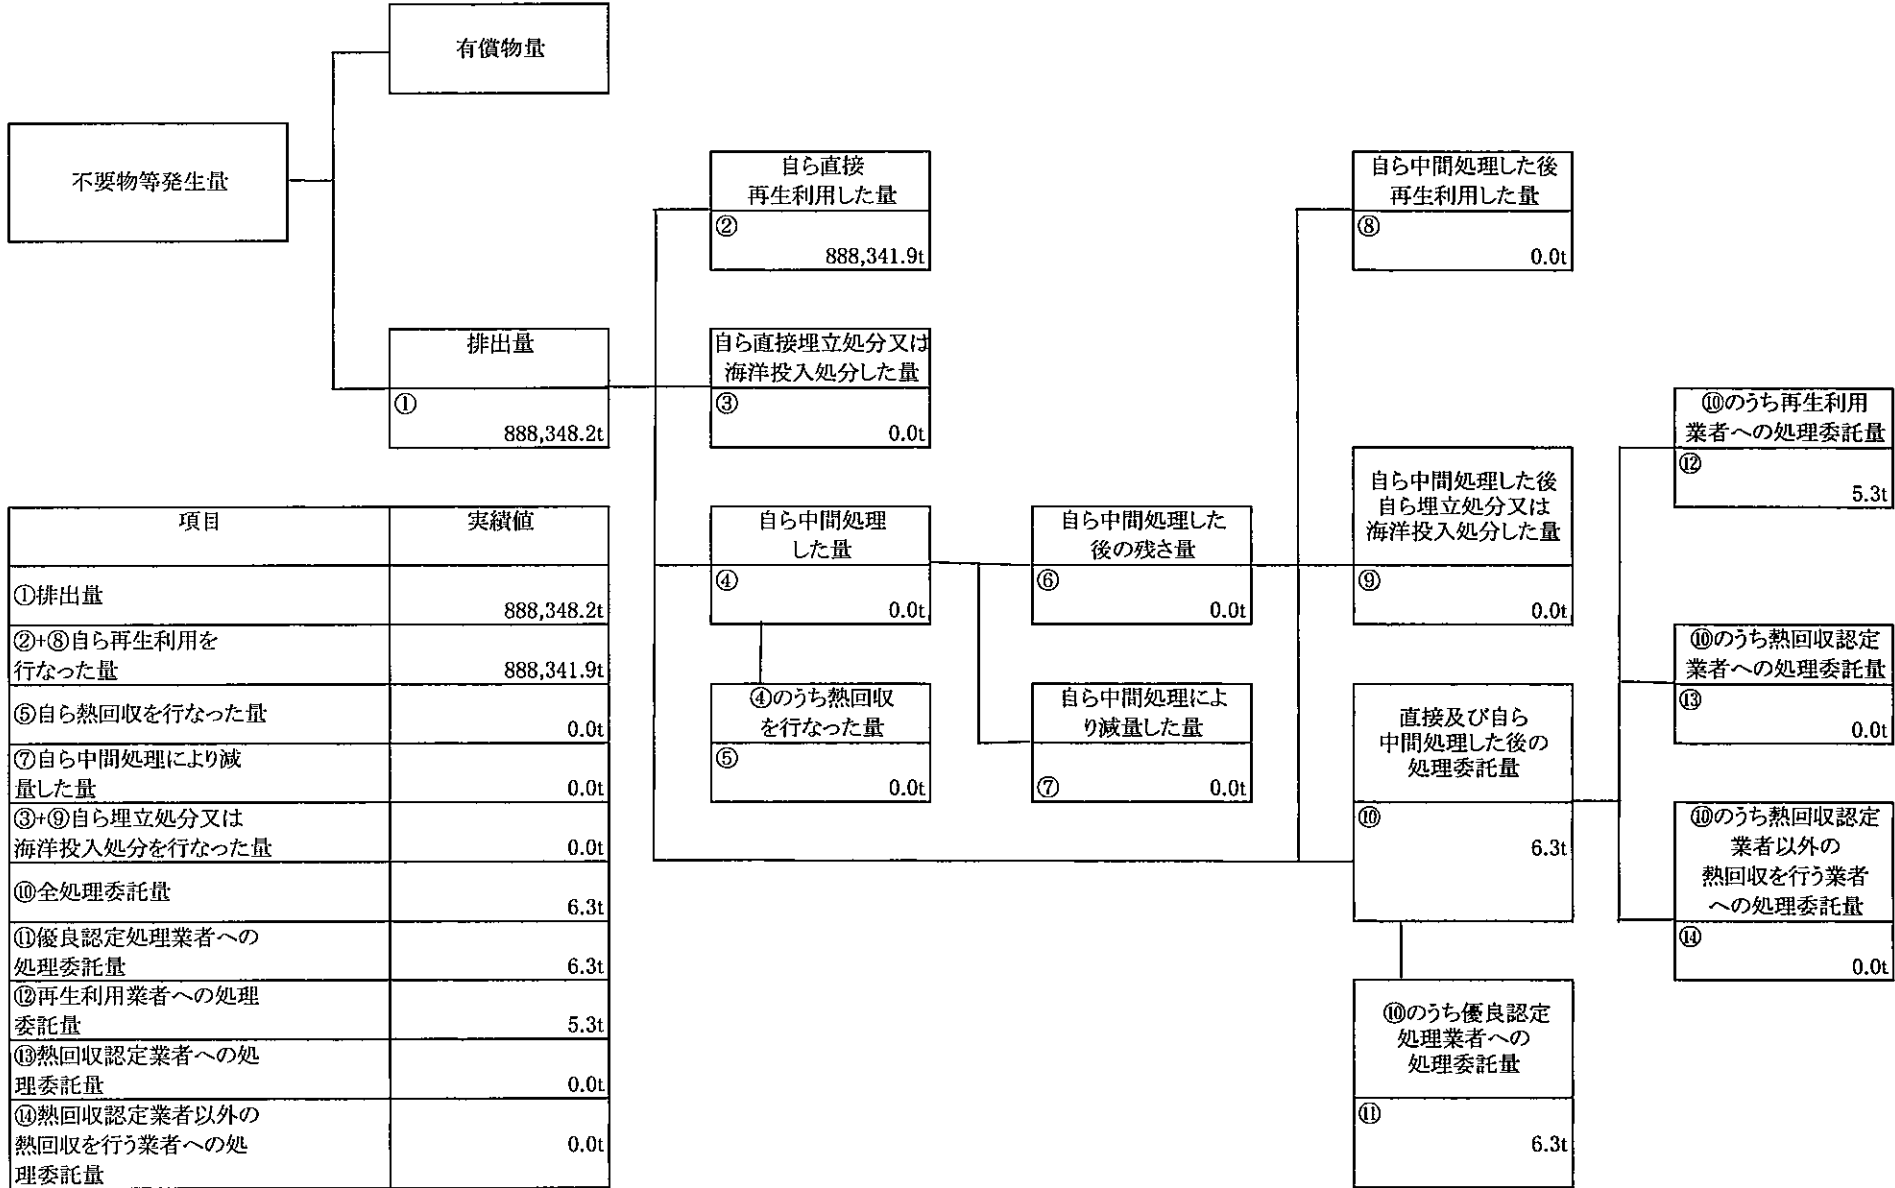 有償物量
不要物等発生量
自ら直接
再生利用した量
②
888,341.9t
自ら中間処理した後
再生利用した量
⑧
0.0t
排出量
①
888,348.2t
自ら直接埋立処分又は
海洋投入処分した量
③
0.0t
⑩のうち再生利用
業者への処理委託量
⑫
5.3t
自ら中間処理した後
自ら埋立処分又は
海洋投入処分した量
⑨
0.0t
自ら中間処理
した量
④
0.0t
自ら中間処理した
後の残さ量
⑥
0.0t
⑩のうち熱回収認定
業者への処理委託量
⑬
0.0t
④のうち熱回収
を行なった量
⑤
0.0t
自ら中間処理によ
り減量した量
⑦
0.0t
直接及び自ら
中間処理した後の
処理委託量
⑩
6.3t
⑩のうち熱回収認定
業者以外の
熱回収を行う業者
への処理委託量
⑭
0.0t
⑩のうち優良認定
処理業者への
処理委託量
⑪
6.3t
項目 実績値
①排出量
888,348.2t
②+⑧自ら再生利用を
行なった量 888,341.9t
⑤自ら熱回収を行なった量
0.0t
⑦自ら中間処理により減
量した量 0.0t
③+⑨自ら埋立処分又は
海洋投入処分を行なった量 0.0t
⑩全処理委託量
6.3t
⑪優良認定処理業者への
処理委託量 6.3t
⑫再生利用業者への処理
委託量 5.3t
⑬熱回収認定業者への処
理委託量 0.0t
⑭熱回収認定業者以外の
熱回収を行う業者への処 0.0t
理委託量